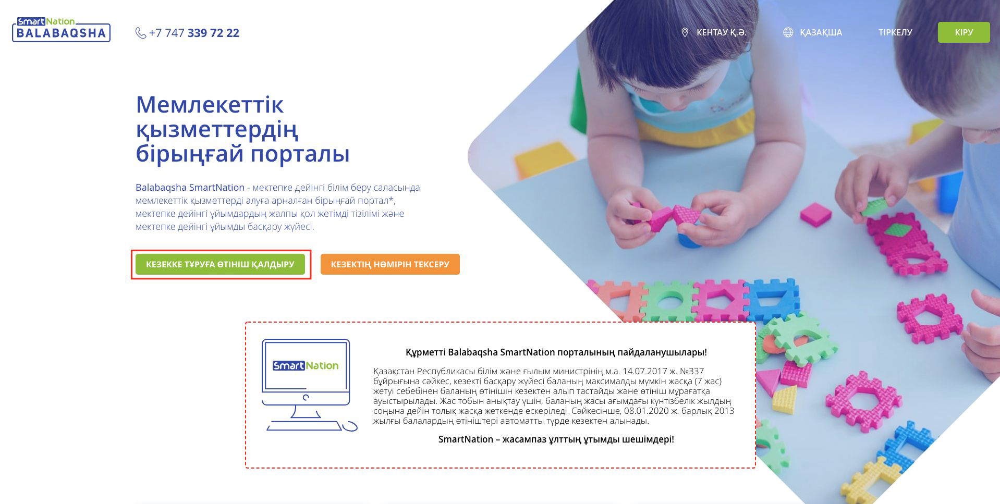 SmartNation
BALABAQSHA
+7 747 339 72 22
КЕНТАУ Қ.Ә.
ҚАЗАҚША
ТІРКЕЛУ
КІРУ
Мемлекеттік
қызметтердің
бірыңғай порталы
Balabaqsha SmartNation - мектепке дейінгі білім беру саласында
мемлекеттік қызметтерді алуға арналған бірыңғай портал*,
мектепке дейінгі ұйымдардың жалпы қол жетімді тізілімі және
мектепке дейінгі ұйымды басқару жүйесі.
КЕЗЕККЕ ТҰРУҒА ӨТІНІШ ҚАЛДЫРУ
КЕЗЕКТІҢ НӨМІРІН ТЕКСЕРУ
SmartNation
Құрметті Balabaqsha SmartNation порталының пайдаланушылары!
Қазақстан Республикасы білім және ғылым министрінің м.а. 14.07.2017 ж. №337
бұйрығына сәйкес, кезекті басқару жүйесі баланың максималды мүмкін жасқа (7 жас)
жетуі себебінен баланың өтінішін кезектен алып тастайды және өтініш мұрағатқа
ауыстырылады. Жас тобын анықтау үшін, баланың жасы ағымдағы күнтізбелік жылдың
соңына дейін толық жасқа жеткенде ескеріледі. Сәйкесінше, 08.01.2020 ж. барлық 2013
жылғы балалардың өтініштері автоматты түрде кезектен алынады.
SmartNation – жасампаз ұлттың ұтымды шешімдері!